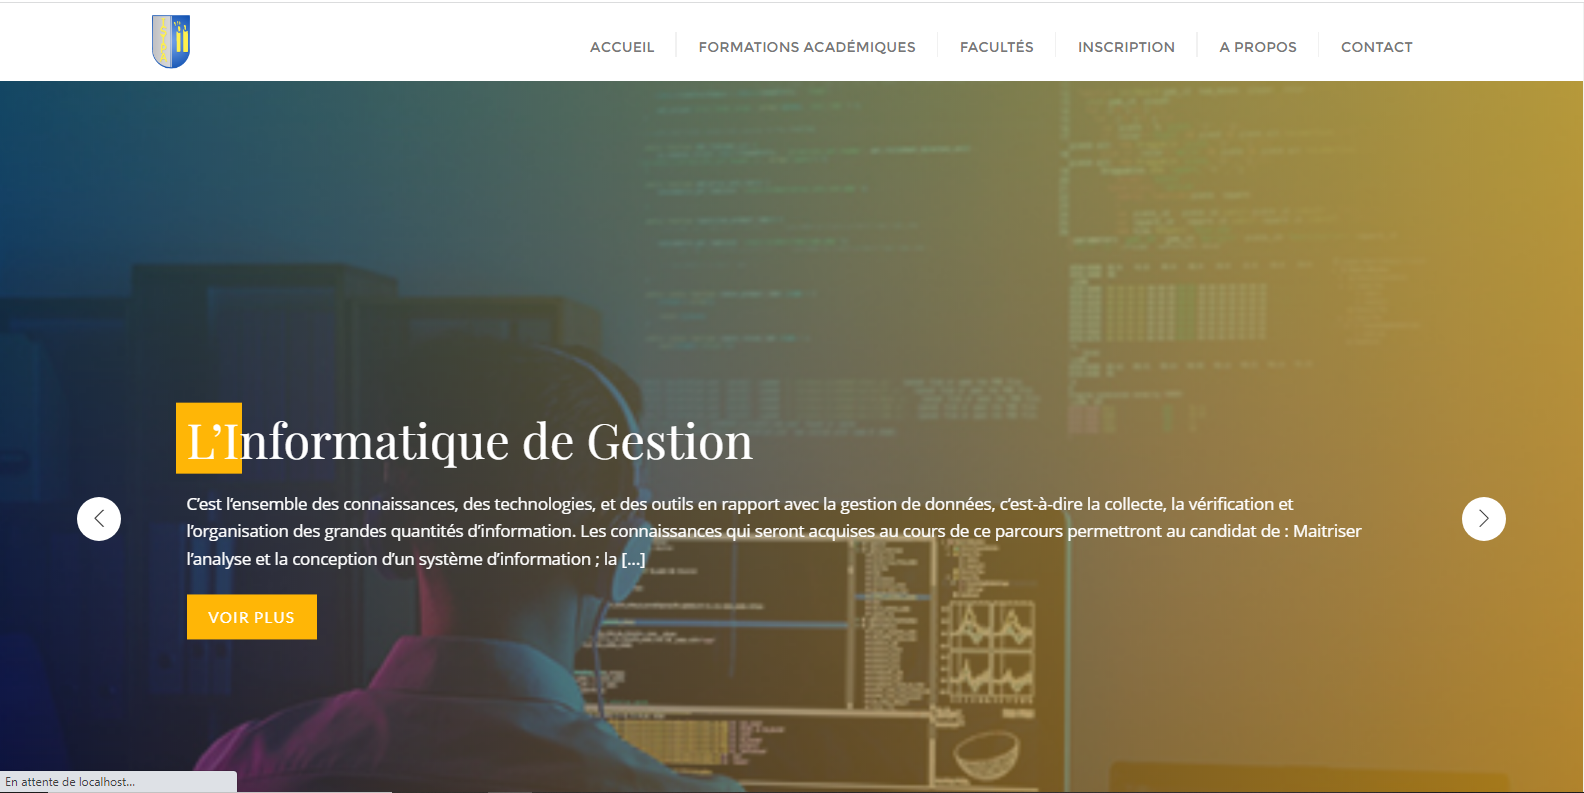 ACCUEIL FORMATIONS ACADÉMIQUES FACULTÉS INSCRIPTION A PROPOS CONTACT
L’Informatique de Gestion
C’est l’ensemble des connaissances, des technologies, et des outils en rapport avec la gestion de données, c’est-à-dire la collecte, la vérification et
l’organisation des grandes quantités d’information. Les connaissances qui seront acquises au cours de ce parcours permettront au candidat de : Maitriser
l’analyse et la conception d’un système d’information ; la [...]
VOIR PLUS
En attente de localhost...